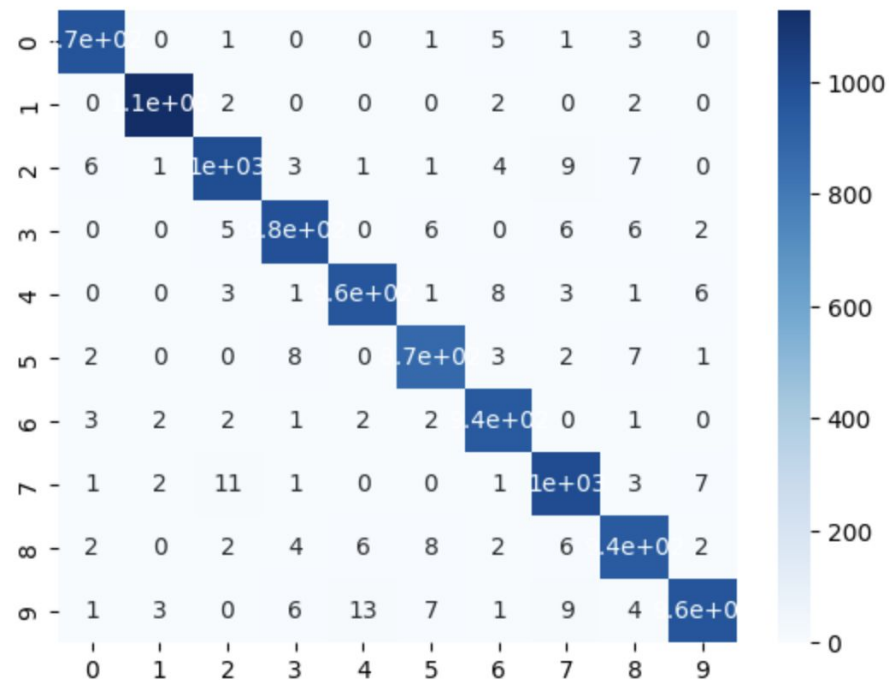 0 0 1 0 0 1 5 1 3 0
1 0 2 0 0 0 2 0 2 0
2 6 1 1e+03 3 1 1 4 9 7 0
3 0 0 5 0 6 0 6 6 2
4 0 0 3 1 1 8 3 1 6
5 2 0 0 8 0 3 2 7 1
6 3 2 2 1 2 2 0 1 0
7 1 2 11 1 0 0 1 1e+03 3 7
8 2 0 2 4 6 8 2 6 2
9 1 3 0 6 13 7 1 9 4
0 1 2 3 4 5 6 7 8 9
1000
800
600
400
200
0